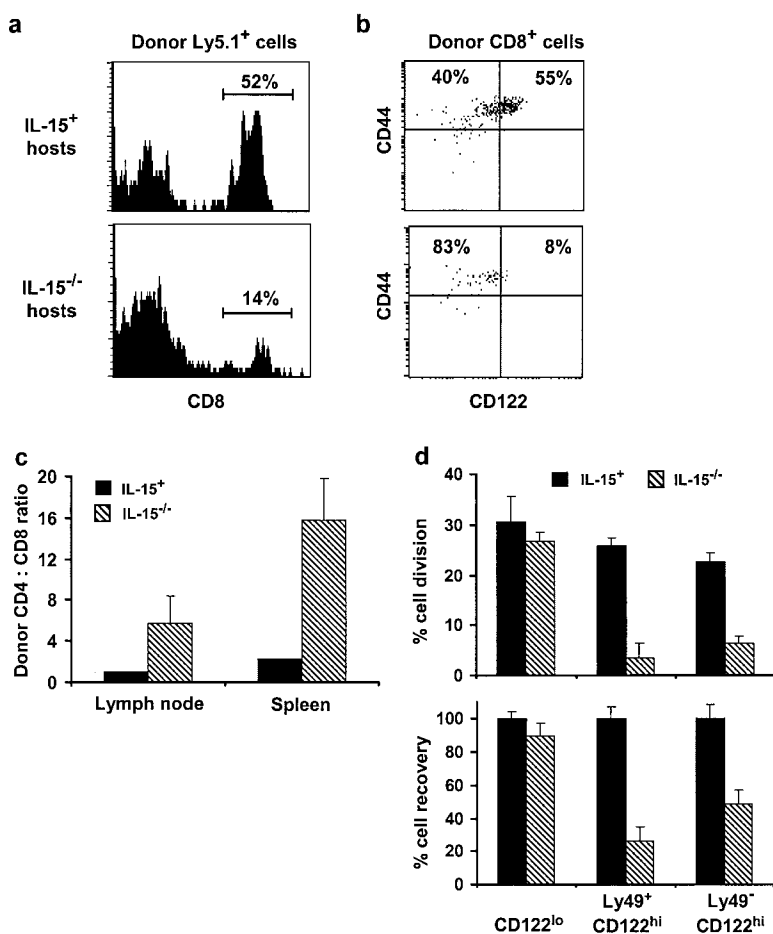 a
Donor Ly5.1+ cells
IL-15+
hosts
52%
IL-15-/-
hosts
14%
CD8
b
Donor CD8+ cells
CD44
40%
55%
CD44
83%
8%
CD122
c
Donor CD4 : CD8 ratio
20
16
12
8
4
0
IL-15+
IL-15-/-
Lymph node
Spleen
d
IL-15+
IL-15-/-
% cell division
40
30
20
10
0
% cell recovery
100
80
60
40
20
0
CD122lo
Ly49+
CD122hi
Ly49-
CD122hi